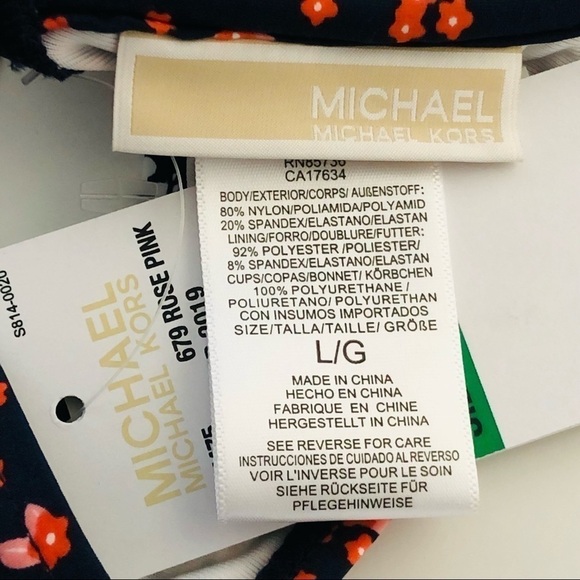 MICHAEL
MICHAEL KORS
RN85736
CA17634
BODY/EXTERIOR/CORPS/ AUßENSTOFF:
80% NYLON/POLIAMIDA/POLYAMID
20% SPANDEX/ELASTANO/ELASTAN
LINING/FORRO/DOUBLURE/FUTTER:
92% POLYESTER /POLIESTER/
8% SPANDEX/ELASTANO/ELASTAN
CUPS/COPAS/BONNET/ KÖRBCHEN
100% POLYURETHANE /
POLIURETANO/ POLYURETHAN
CON INSUMOS IMPORTADOS
SIZE/TALLA/TAILLE/ GRÖßE
L/G
MADE IN CHINA
HECHO EN CHINA
FABRIQUE EN CHINE
HERGESTELLT IN CHINA
SEE REVERSE FOR CARE
INSTRUCCIONES DE CUIDADO AL REVERSO
VOIR L'INVERSE POUR LE SOIN
SIEHE RÜCKSEITE FÜR
PFLEGEHINWEISE
S814-0020
MICHAEL
MICHAEL KORS
679 ROSE PINK
2019